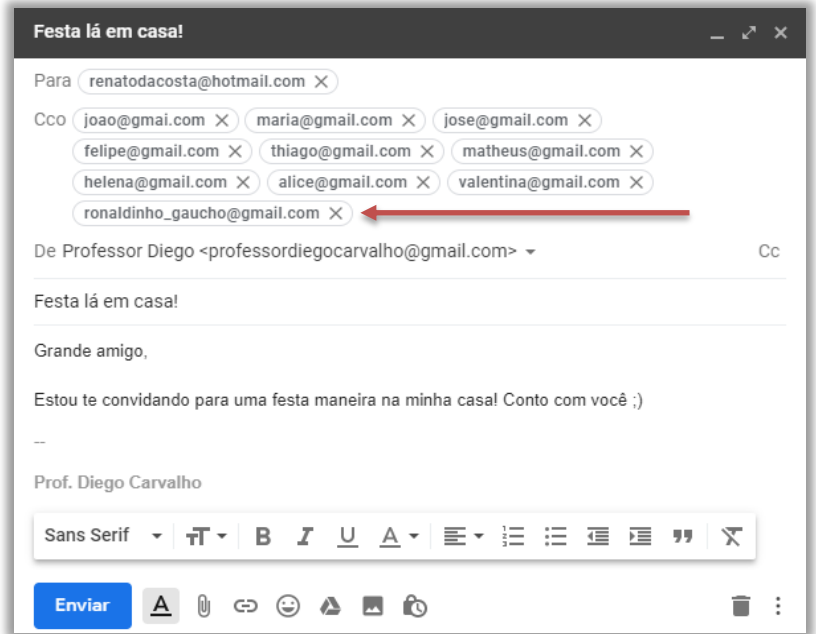 Festa lá em casa!
Para renatodacosta@hotmail.com
Cco joao@gmai.com maria@gmail.com jose@gmail.com
felipe@gmail.com thiago@gmail.com matheus@gmail.com
helena@gmail.com alice@gmail.com valentina@gmail.com
ronaldinho_gaucho@gmail.com
De Professor Diego <professordiegocarvalho@gmail.com> Cc
Festa lá em casa!
Grande amigo,
Estou te convidando para uma festa maneira na minha casa! Conto com você ;)
--
Prof. Diego Carvalho
Sans Serif B I U A
Enviar A